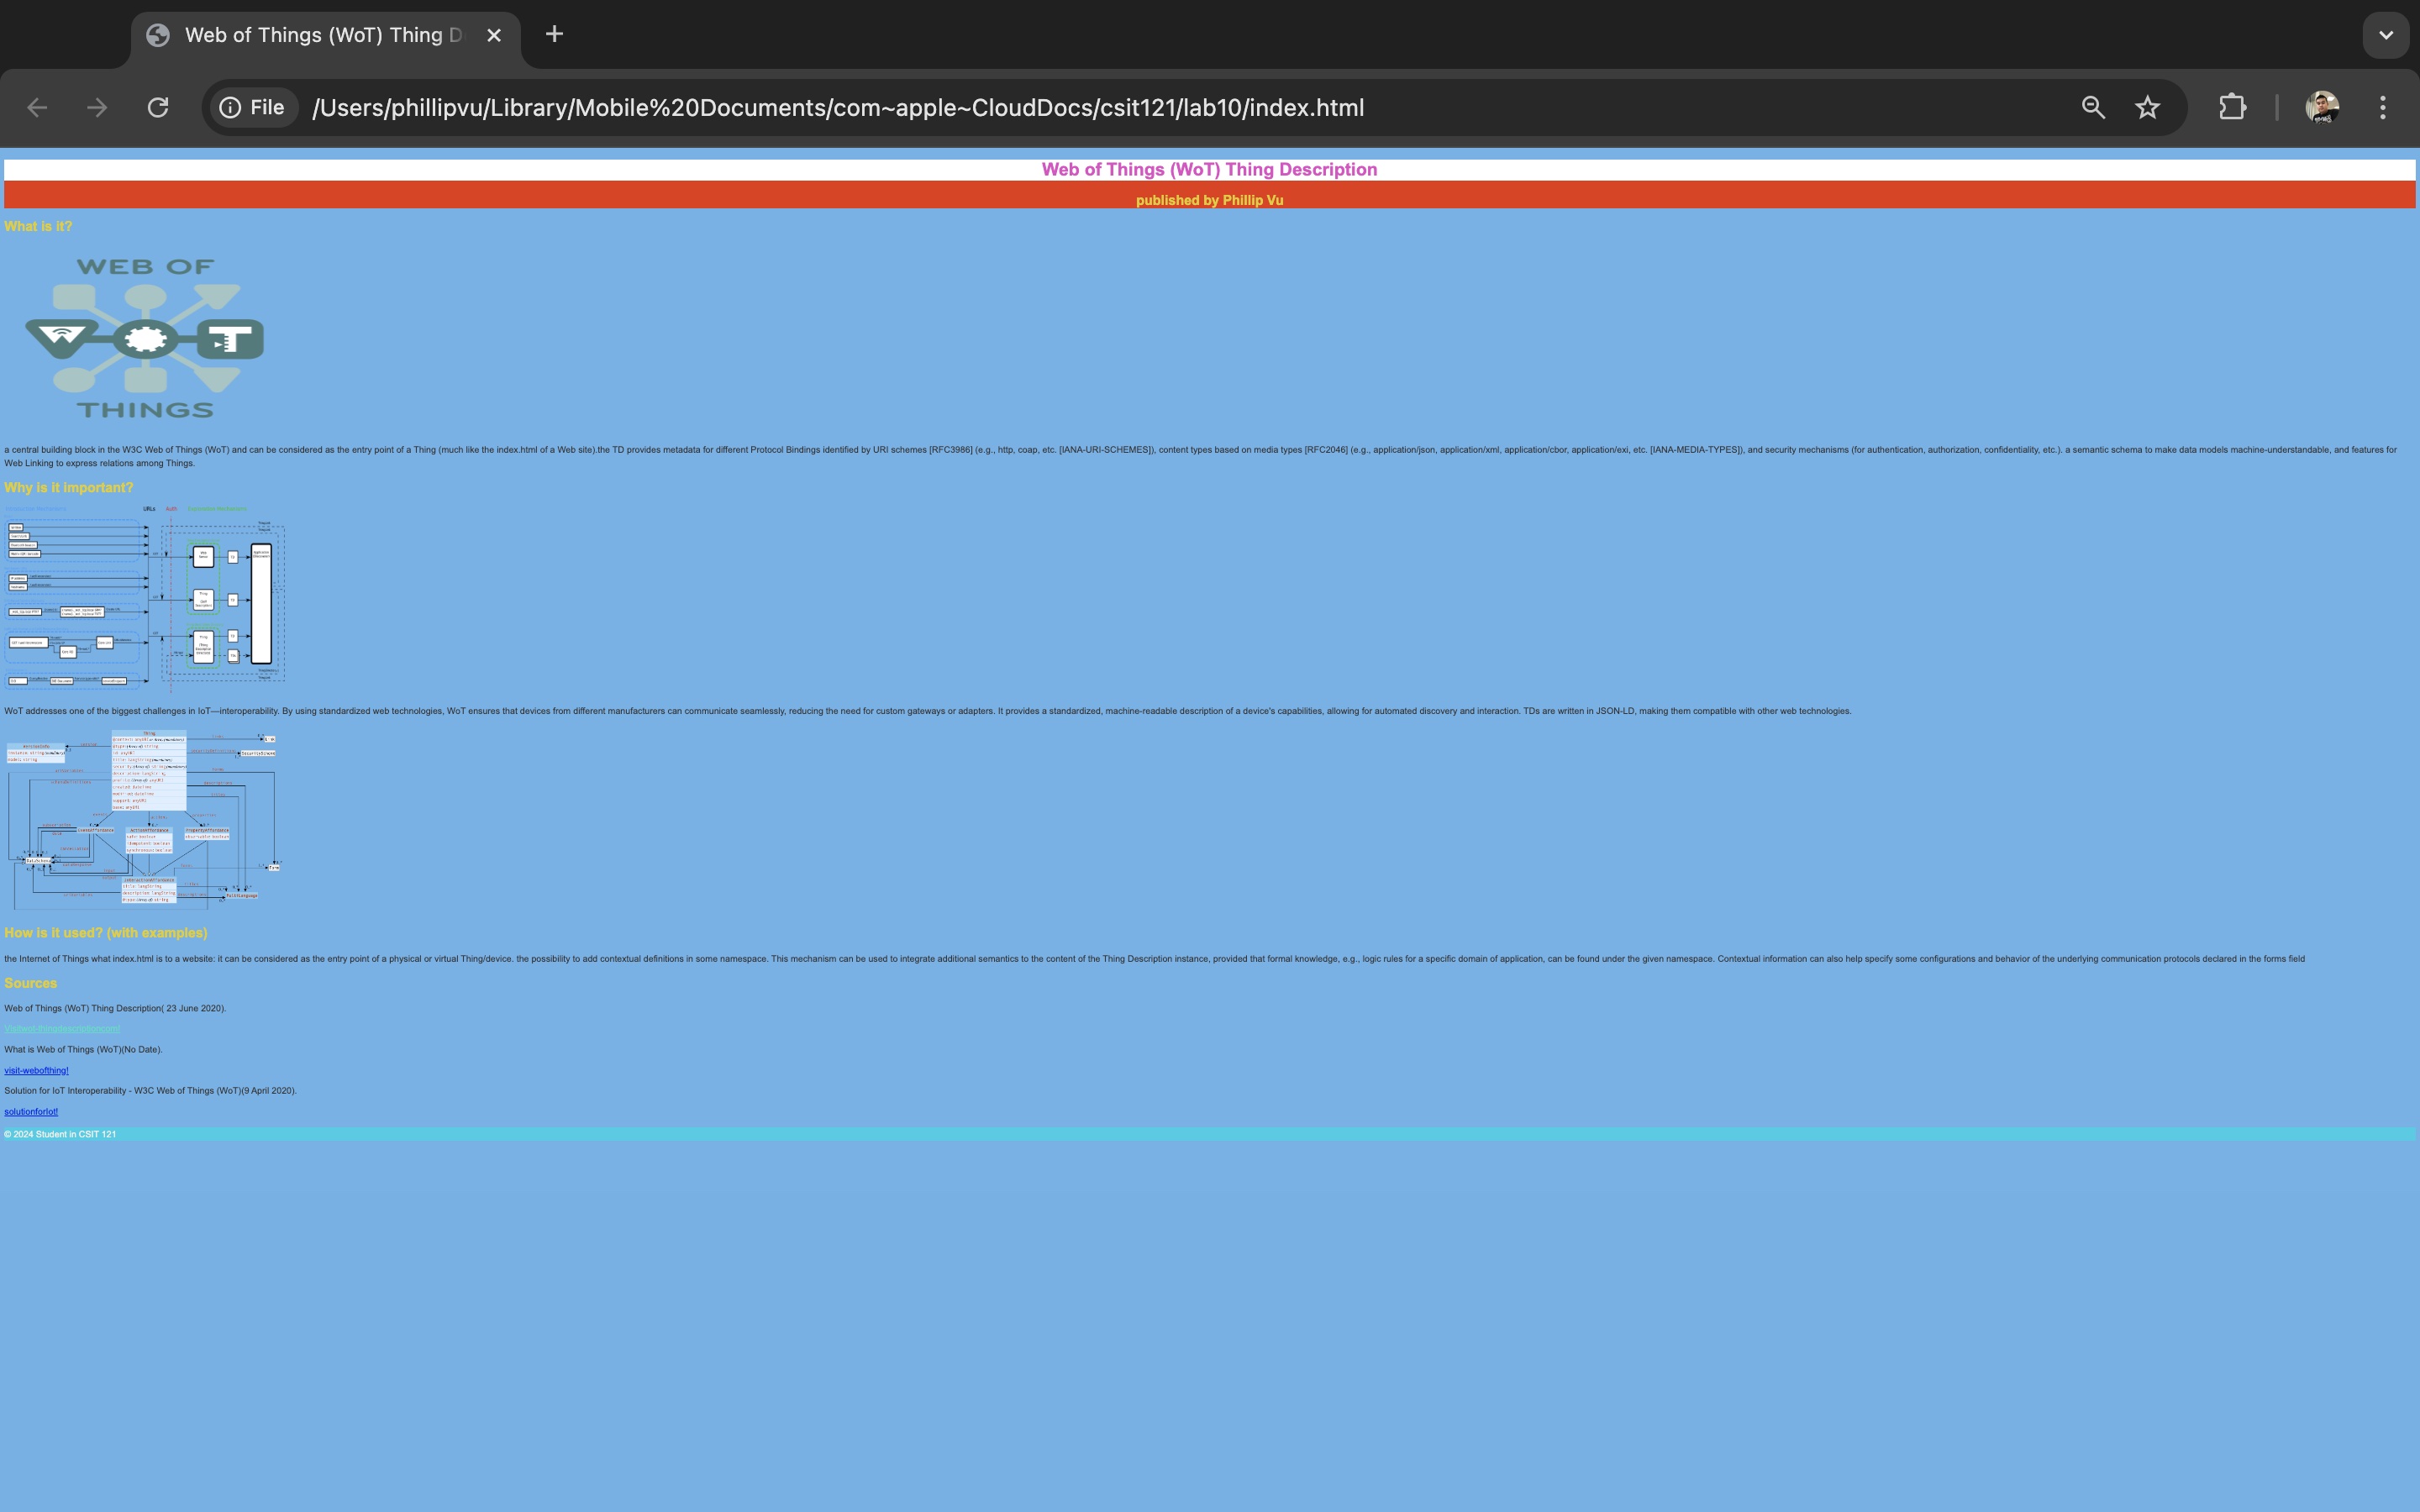 Web of Things (WoT) Thing D
File
/Users/phillipvu/Library/Mobile%20Documents/com~apple~CloudDocs/csit121/lab10/index.html
Web of Things (WoT) Thing Description
published by Phillip Vu
What is it?
WEB OF
W T
THINGS
a central building block in the W3C Web of Things (WoT) and can be considered as the entry point of a Thing (much like the index.html of a Web site).the TD provides metadata for different Protocol Bindings identified by URI schemes [RFC3986] (e.g., http, coap, etc. [IANA-URI-SCHEMES]), content types based on media types [RFC2046] (e.g., application/json, application/xml, application/cbor, application/exi, etc. [IANA-MEDIA-TYPES]), and security mechanisms (for authentication, authorization, confidentiality, etc.). a semantic schema to make data models machine-understandable, and features for
Web Linking to express relations among Things.
Why is it important?
URLs Auth
WoT addresses one of the biggest challenges in IoT—interoperability. By using standardized web technologies, WoT ensures that devices from different manufacturers can communicate seamlessly, reducing the need for custom gateways or adapters. It provides a standardized, machine-readable description of a device's capabilities, allowing for automated discovery and interaction. TDs are written in JSON-LD, making them compatible with other web technologies.
Thing
How is it used? (with examples)
the Internet of Things what index.html is to a website: it can be considered as the entry point of a physical or virtual Thing/device. the possibility to add contextual definitions in some namespace. This mechanism can be used to integrate additional semantics to the content of the Thing Description instance, provided that formal knowledge, e.g., logic rules for a specific domain of application, can be found under the given namespace. Contextual information can also help specify some configurations and behavior of the underlying communication protocols declared in the forms field
Sources
Web of Things (WoT) Thing Description( 23 June 2020).
What is Web of Things (WoT)(No Date).
visit-webofthing!
Solution for IoT Interoperability - W3C Web of Things (WoT)(9 April 2020).
solutionforIot!
© 2024 Student in CSIT 121